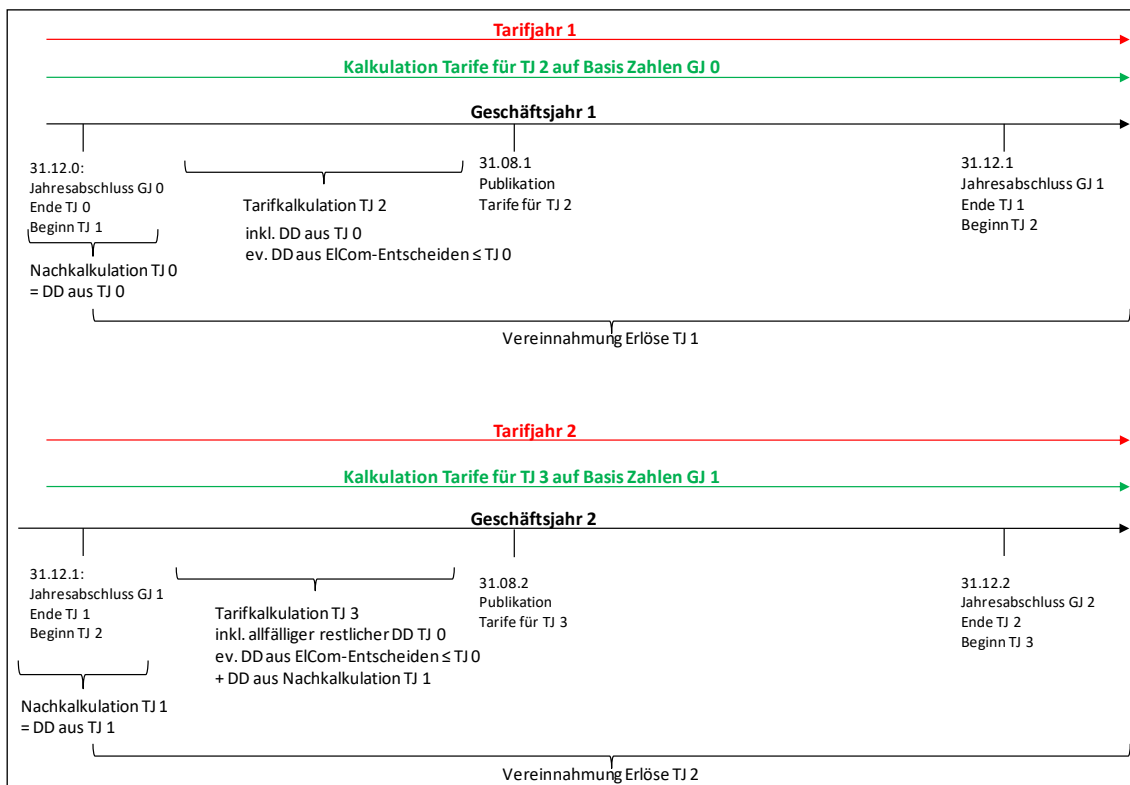 Tarifjahr 1
Kalkulation Tarife für TJ 2 auf Basis Zahlen GJ 0
Geschäftsjahr 1
31.12.0:
Jahresabschluss GJ 0
Ende TJ 0
Beginn TJ 1
Nachkalkulation TJ 0
= DD aus TJ 0
Tarifkalkulation TJ 2
inkl. DD aus TJ 0
ev. DD aus ElCom-Entscheiden ≤ TJ 0
31.08.1
Publikation
Tarife für TJ 2
31.12.1
Jahresabschluss GJ 1
Ende TJ 1
Beginn TJ 2
Vereinnahmung Erlöse TJ 1
Tarifjahr 2
Kalkulation Tarife für TJ 3 auf Basis Zahlen GJ 1
Geschäftsjahr 2
31.12.1:
Jahresabschluss GJ 1
Ende TJ 1
Beginn TJ 2
Nachkalkulation TJ 1
= DD aus TJ 1
Tarifkalkulation TJ 3
inkl. allfälliger restlicher DD TJ 0
ev. DD aus ElCom-Entscheiden ≤ TJ 0
+ DD aus Nachkalkulation TJ 1
31.08.2
Publikation
Tarife für TJ 3
31.12.2
Jahresabschluss GJ 2
Ende TJ 2
Beginn TJ 3
Vereinnahmung Erlöse TJ 2